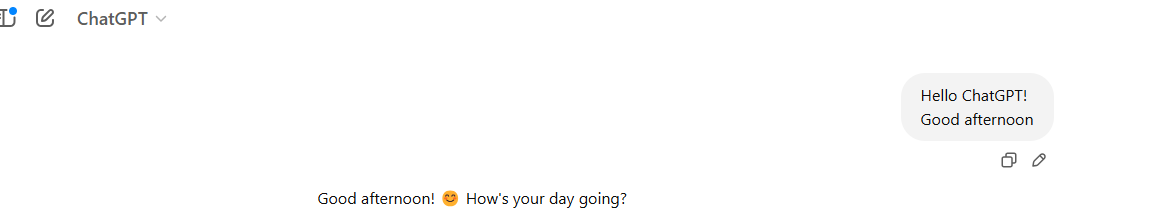 ChatGPT
Hello ChatGPT!
Good afternoon
Good afternoon! 😊 How's your day going?